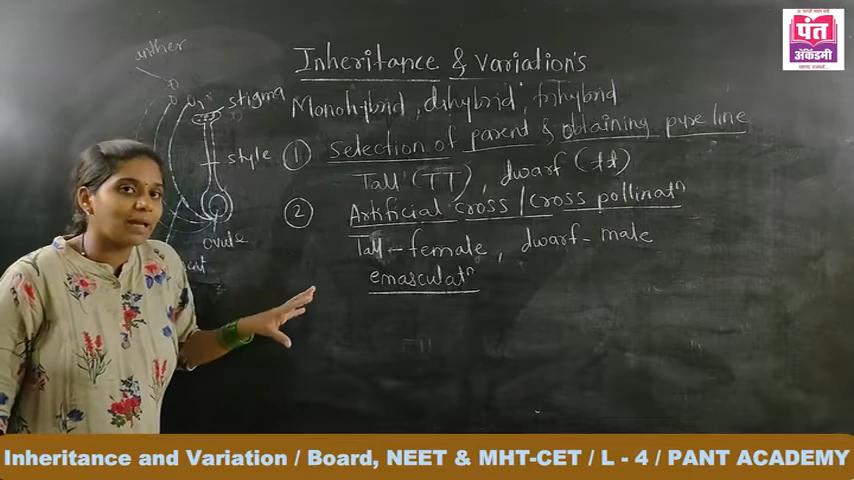 anther
Inheritance & variation's
stigma
Monohybrid, dihybrid, trihybrid
① Selection of parent & obtaining pure line
style
Tall (TT), dwarf (tt)
② Artificial cross / cross pollinatⁿ
ovule
Tall - female, dwarf - male
emasculatⁿ
पंत
अ‍ॅकॅडमी
Inheritance and Variation / Board, NEET & MHT-CET / L - 4 / PANT ACADEMY